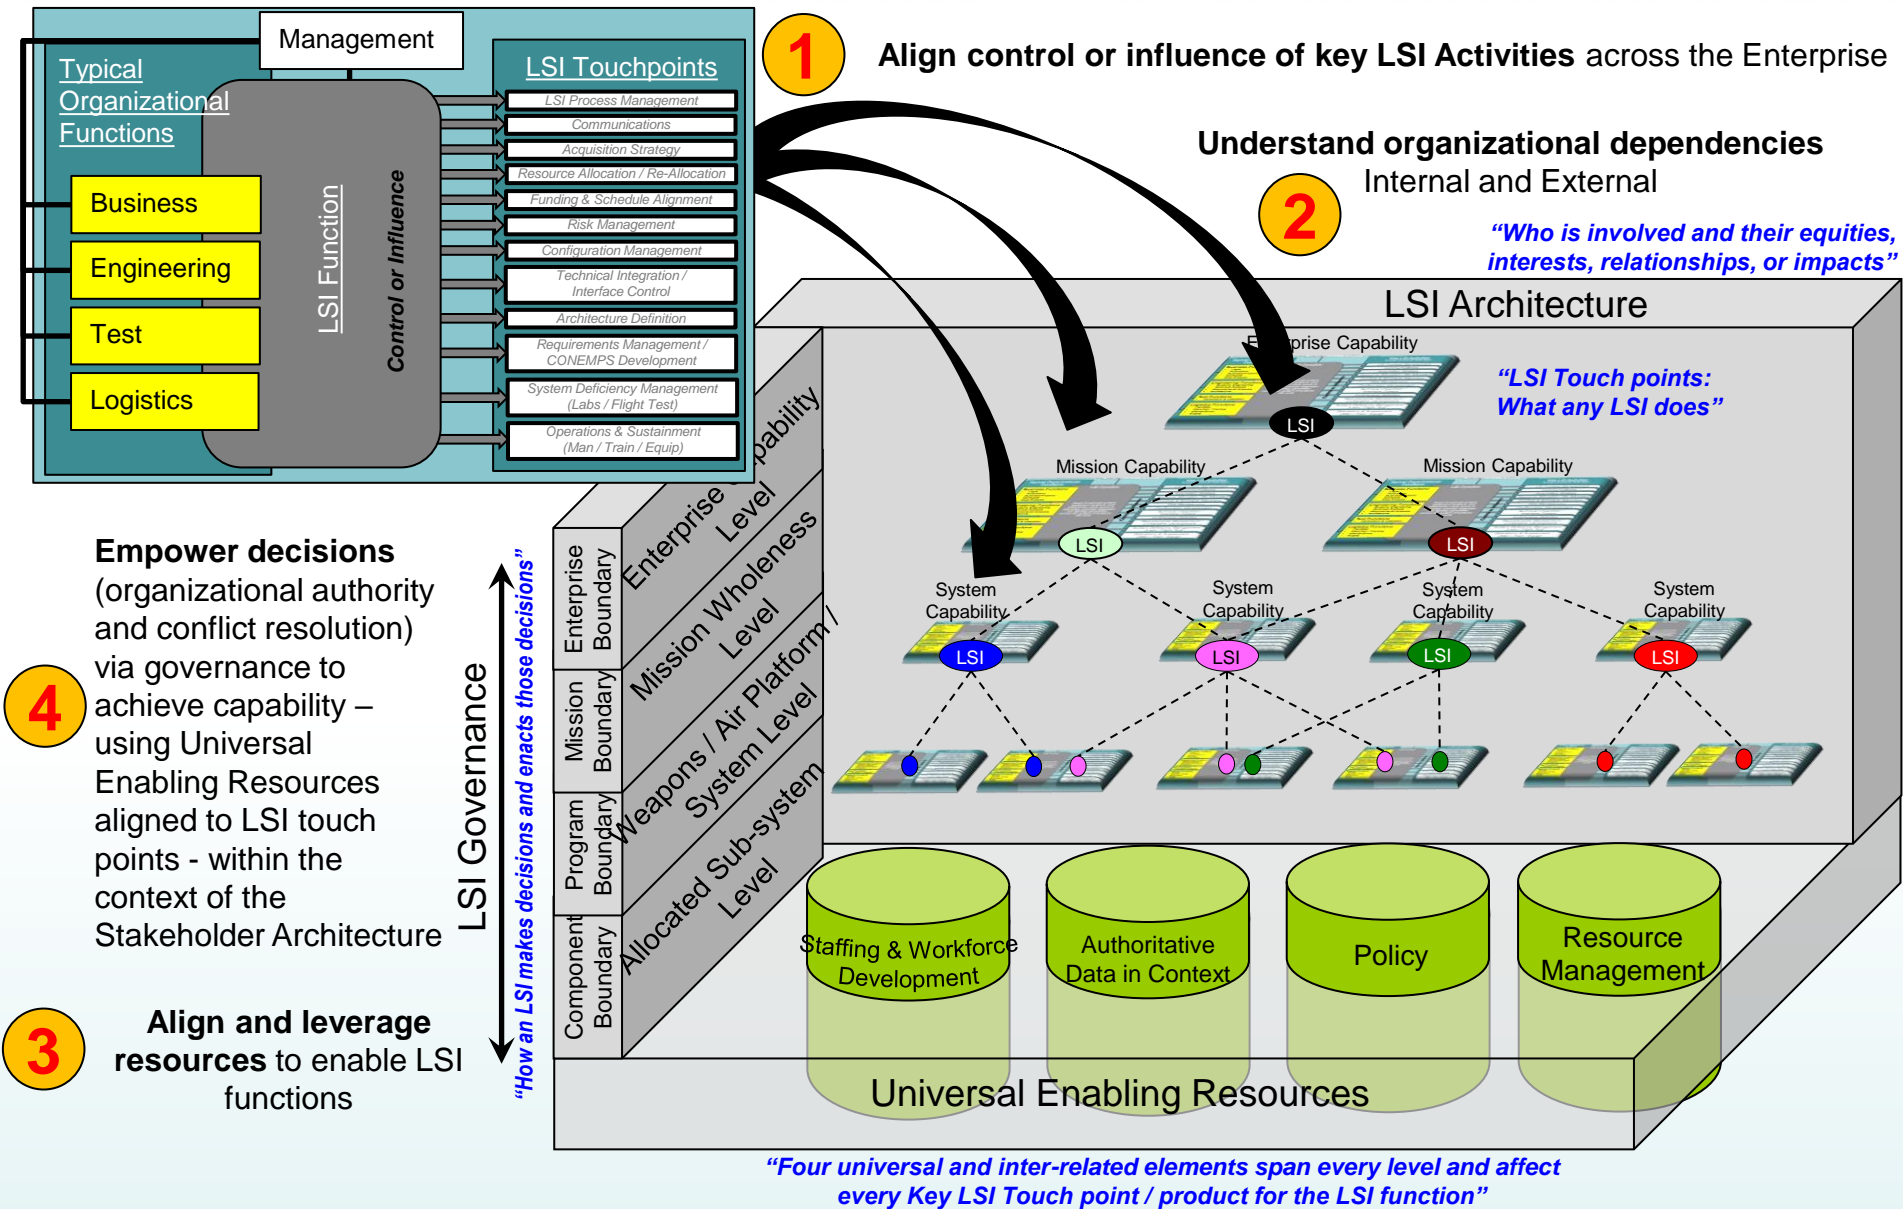 Management
Typical
Organizational
Functions
Business
Engineering
Test
Logistics
LSI Function
Control or Influence
LSI Touchpoints
LSI Process Management
Communications
Acquisition Strategy
Resource Allocation / Re-Allocation
Funding & Schedule Alignment
Risk Management
Configuration Management
Technical Integration /
Interface Control
Architecture Definition
Requirements Management /
CONEMPS Development
System Deficiency Management
(Labs / Flight Test)
Operations & Sustainment
(Man / Train / Equip)
1
Align control or influence of key LSI Activities across the Enterprise
Understand organizational dependencies
Internal and External
2
“Who is involved and their equities,
interests, relationships, or impacts”
LSI Architecture
Enterprise Capability
“LSI Touch points:
What any LSI does”
LSI
Mission Capability
Mission Capability
LSI
LSI
System
Capability
System
Capability
System
Capability
System
Capability
LSI
LSI
LSI
LSI
Enterprise Capability
Level
Mission Wholeness
Level
Weapons / Air Platform /
System Level
Allocated Sub-system
Level
Enterprise
Boundary
Mission
Boundary
Program
Boundary
Component
Boundary
LSI Governance
“How an LSI makes decisions and enacts those decisions”
4
Empower decisions
(organizational authority
and conflict resolution)
via governance to
achieve capability –
using Universal
Enabling Resources
aligned to LSI touch
points - within the
context of the
Stakeholder Architecture
3
Align and leverage
resources to enable LSI
functions
Staffing & Workforce
Development
Authoritative
Data in Context
Policy
Resource
Management
Universal Enabling Resources
“Four universal and inter-related elements span every level and affect
every Key LSI Touch point / product for the LSI function”